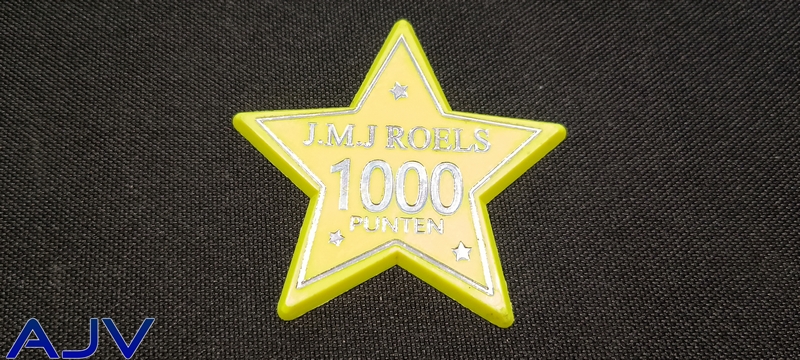 J.M.J ROELS
1000
PUNTEN
AJV